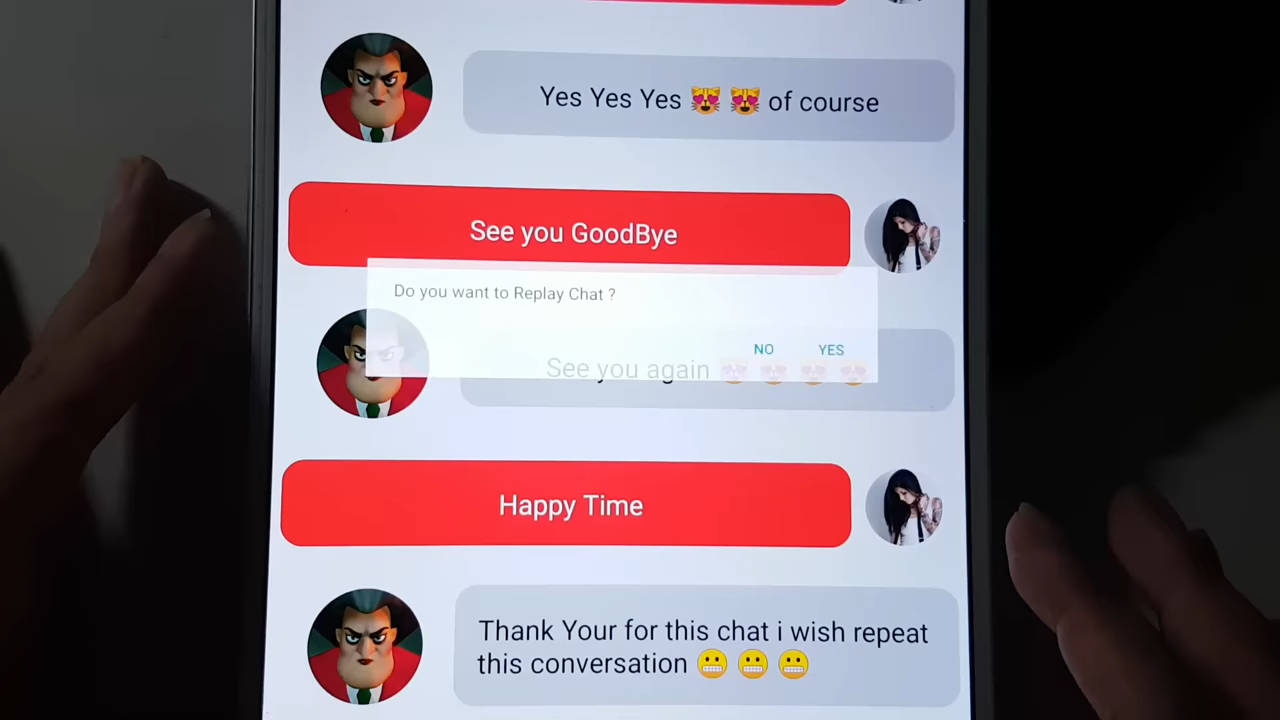 Yes Yes Yes 😻 😻 of course
See you GoodBye
Do you want to Replay Chat ?
NO YES
See you again 😻 😻 😻 😻
Happy Time
Thank Your for this chat i wish repeat
this conversation 😬 😬 😬